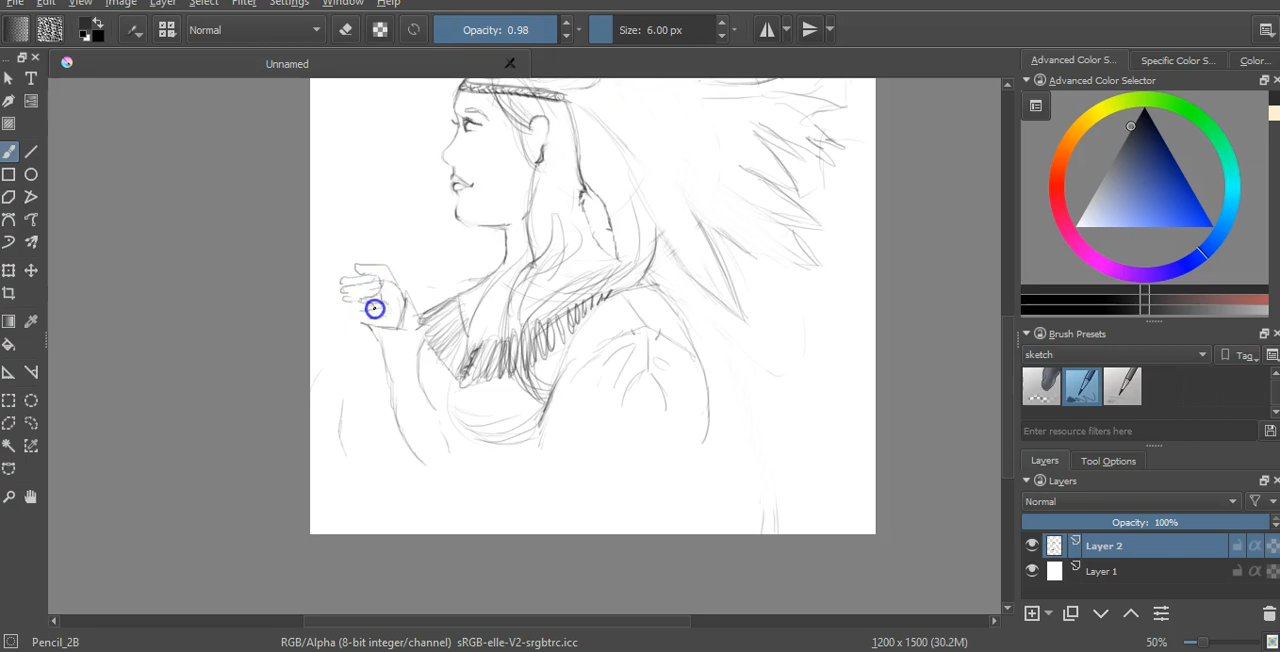 Edit View Image Layer Select Filter Settings Window Help
Normal Opacity: 0.98 Size: 6.00 px
Unnamed
Advanced Color S... Specific Color S... Color...
Advanced Color Selector
Brush Presets
sketch Tag
Enter resource filters here
Layers Tool Options
Layers
Normal
Opacity: 100%
Layer 2
Layer 1
Pencil_2B RGB/Alpha (8-bit integer/channel) sRGB-elle-V2-srgbtrc.icc 1200 x 1500 (30.2M) 50%